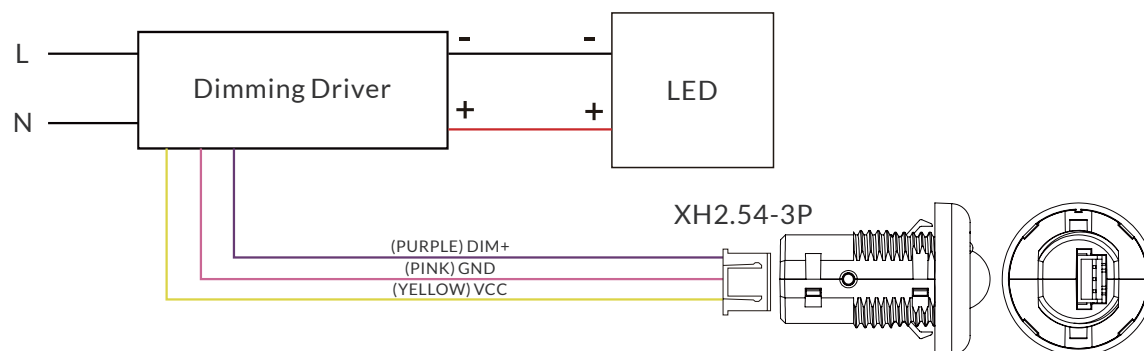 L
N
Dimming Driver
-
-
+
+
LED
XH2.54-3P
(PURPLE) DIM+
(PINK) GND
(YELLOW) VCC